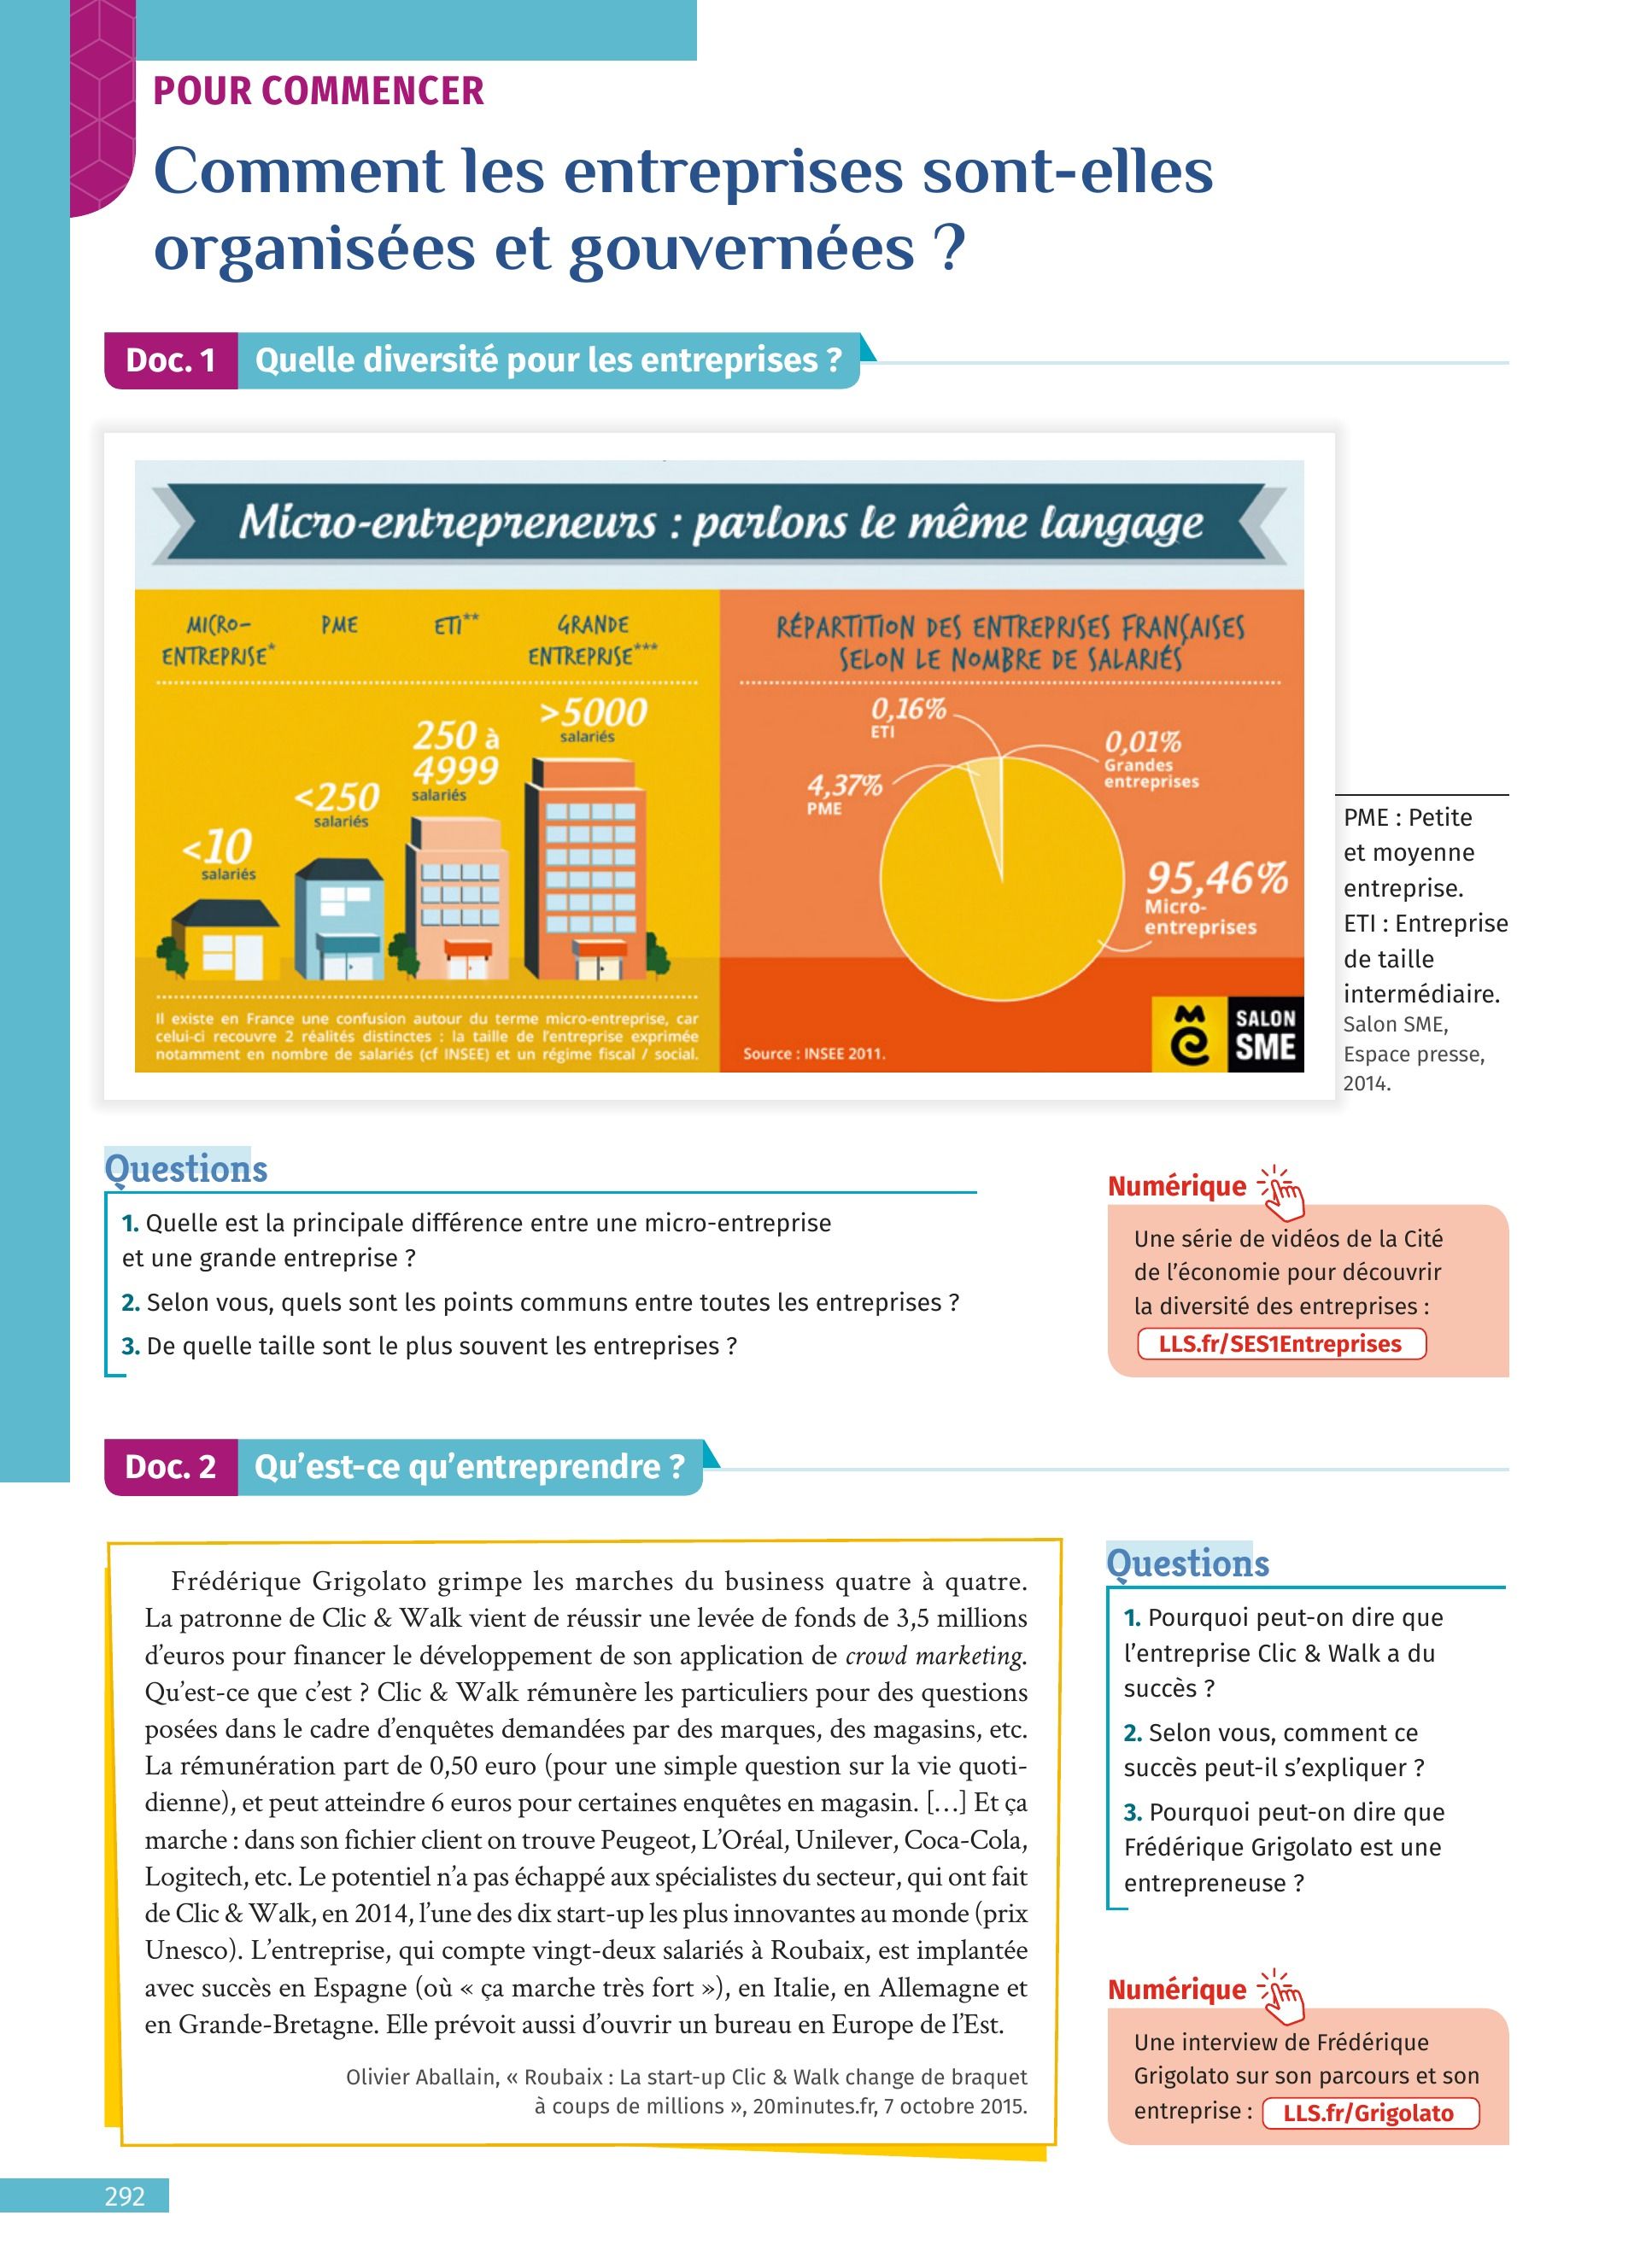 POUR COMMENCER
Comment les entreprises sont-elles
organisées et gouvernées ?
Doc. 1 Quelle diversité pour les entreprises ?
Micro-entrepreneurs : parlons le même langage
MICRO-
ENTREPRISE*
PME
ETI**
GRANDE
ENTREPRISE***
<10
salariés
<250
salariés
250 à
4999
salariés
>5000
salariés
Il existe en France une confusion autour du terme micro-entreprise, car
celui-ci recouvre 2 réalités distinctes : la taille de l'entreprise exprimée
notamment en nombre de salariés (cf INSEE) et un régime fiscal / social.
RÉPARTITION DES ENTREPRISES FRANÇAISES
SELON LE NOMBRE DE SALARIÉS
0,16%
ETI
0,01%
Grandes
entreprises
4,37%
PME
95,46%
Micro-
entreprises
Source : INSEE 2011.
SALON
SME
PME : Petite
et moyenne
entreprise.
ETI : Entreprise
de taille
intermédiaire.
Salon SME,
Espace presse,
2014.
Questions
1. Quelle est la principale différence entre une micro-entreprise
et une grande entreprise ?
2. Selon vous, quels sont les points communs entre toutes les entreprises ?
3. De quelle taille sont le plus souvent les entreprises ?
Numérique
Une série de vidéos de la Cité
de l'économie pour découvrir
la diversité des entreprises :
LLS.fr/SES1Entreprises
Doc. 2 Qu'est-ce qu'entreprendre ?
Frédérique Grigolato grimpe les marches du business quatre à quatre.
La patronne de Clic & Walk vient de réussir une levée de fonds de 3,5 millions
d'euros pour financer le développement de son application de crowd marketing.
Qu'est-ce que c'est ? Clic & Walk rémunère les particuliers pour des questions
posées dans le cadre d'enquêtes demandées par des marques, des magasins, etc.
La rémunération part de 0,50 euro (pour une simple question sur la vie quoti-
dienne), et peut atteindre 6 euros pour certaines enquêtes en magasin. […] Et ça
marche : dans son fichier client on trouve Peugeot, L'Oréal, Unilever, Coca-Cola,
Logitech, etc. Le potentiel n'a pas échappé aux spécialistes du secteur, qui ont fait
de Clic & Walk, en 2014, l'une des dix start-up les plus innovantes au monde (prix
Unesco). L'entreprise, qui compte vingt-deux salariés à Roubaix, est implantée
avec succès en Espagne (où « ça marche très fort »), en Italie, en Allemagne et
en Grande-Bretagne. Elle prévoit aussi d'ouvrir un bureau en Europe de l'Est.
Olivier Aballain, « Roubaix : La start-up Clic & Walk change de braquet
à coups de millions », 20minutes.fr, 7 octobre 2015.
Questions
1. Pourquoi peut-on dire que
l'entreprise Clic & Walk a du
succès ?
2. Selon vous, comment ce
succès peut-il s'expliquer ?
3. Pourquoi peut-on dire que
Frédérique Grigolato est une
entrepreneuse ?
Numérique
Une interview de Frédérique
Grigolato sur son parcours et son
entreprise : LLS.fr/Grigolato
292